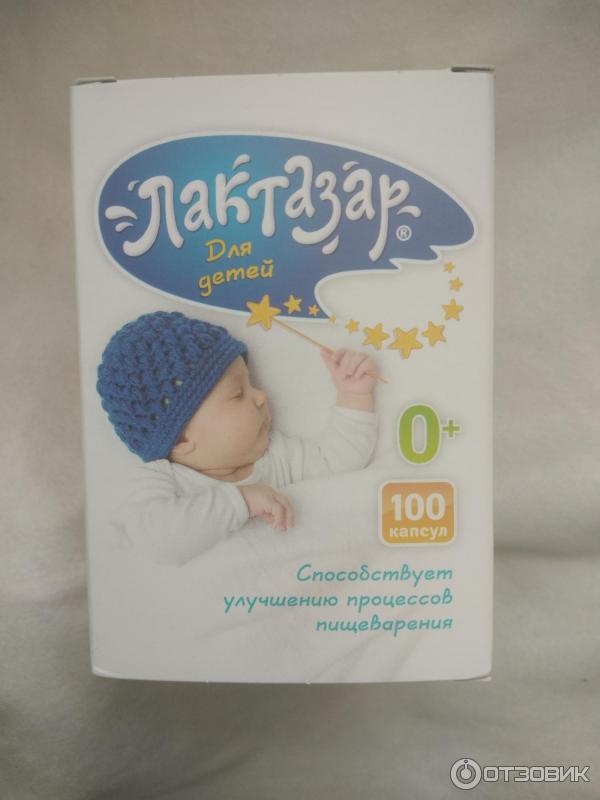 Лактазар®
Для
детей
0+
100
капсул
Способствует
улучшению процессов
пищеварения
ОТЗОВИК